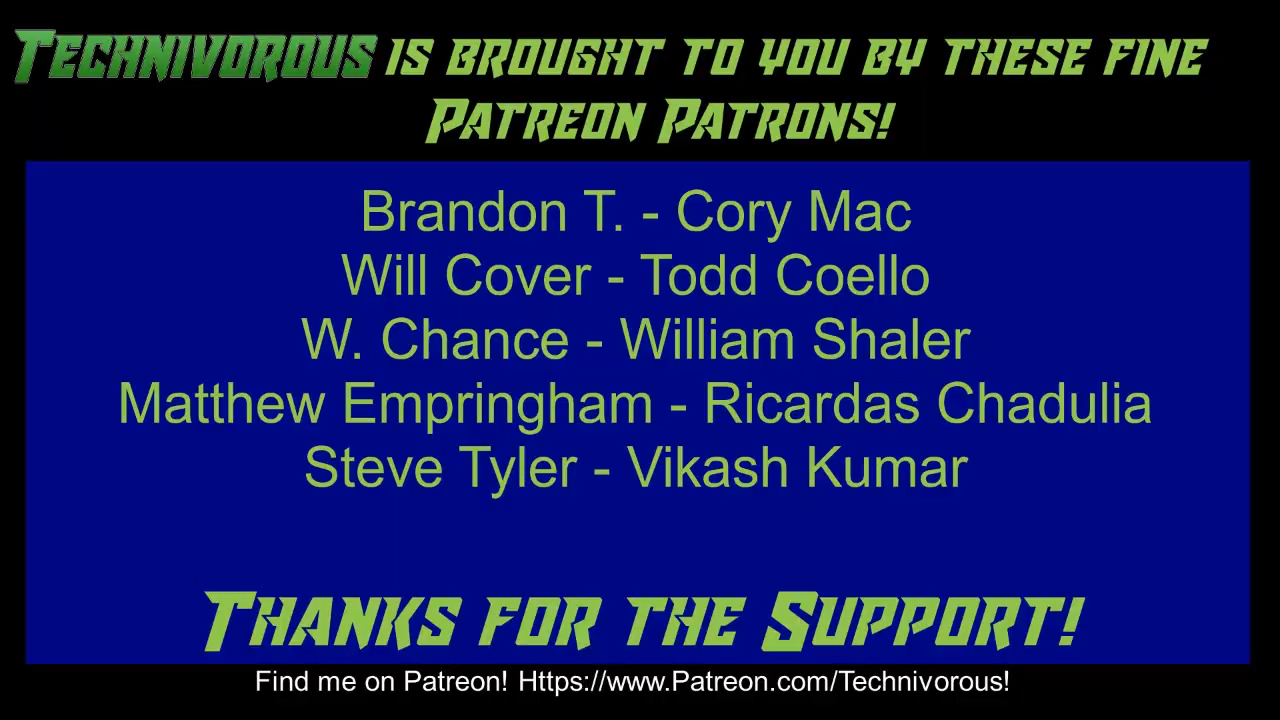 Technivorous is brought to you by these fine
Patreon Patrons!
Brandon T. - Cory Mac
Will Cover - Todd Coello
W. Chance - William Shaler
Matthew Empringham - Ricardas Chadulia
Steve Tyler - Vikash Kumar
Thanks for the Support!
Find me on Patreon! Https://www.Patreon.com/Technivorous!